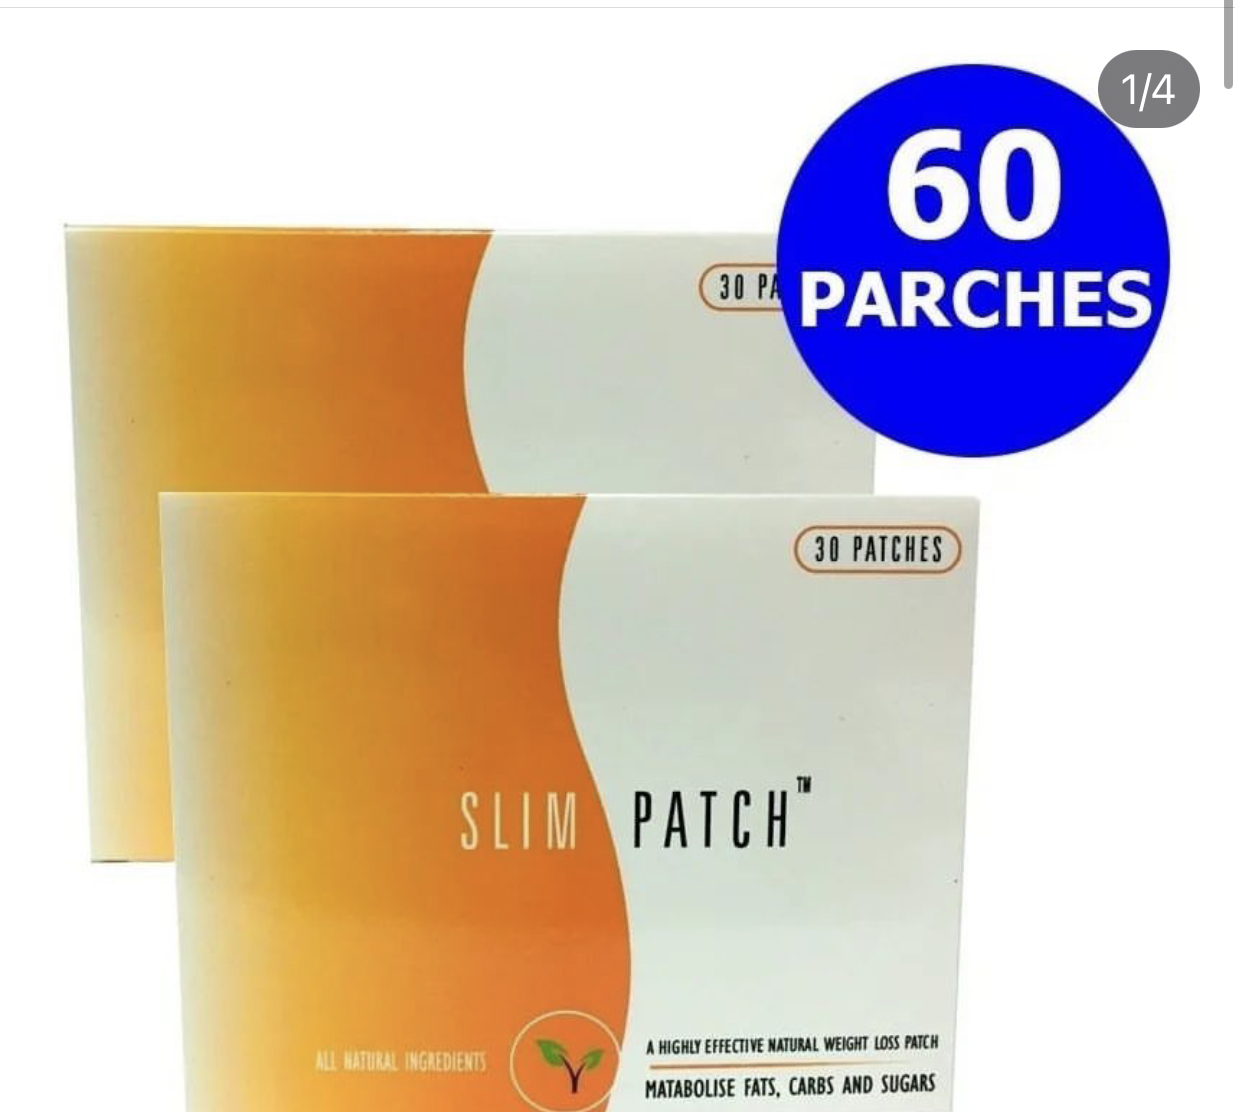 1/4
60
PARCHES
30 PA
30 PATCHES
SLIM PATCH™
ALL NATURAL INGREDIENTS
A HIGHLY EFFECTIVE NATURAL WEIGHT LOSS PATCH
MATABOLISE FATS, CARBS AND SUGARS